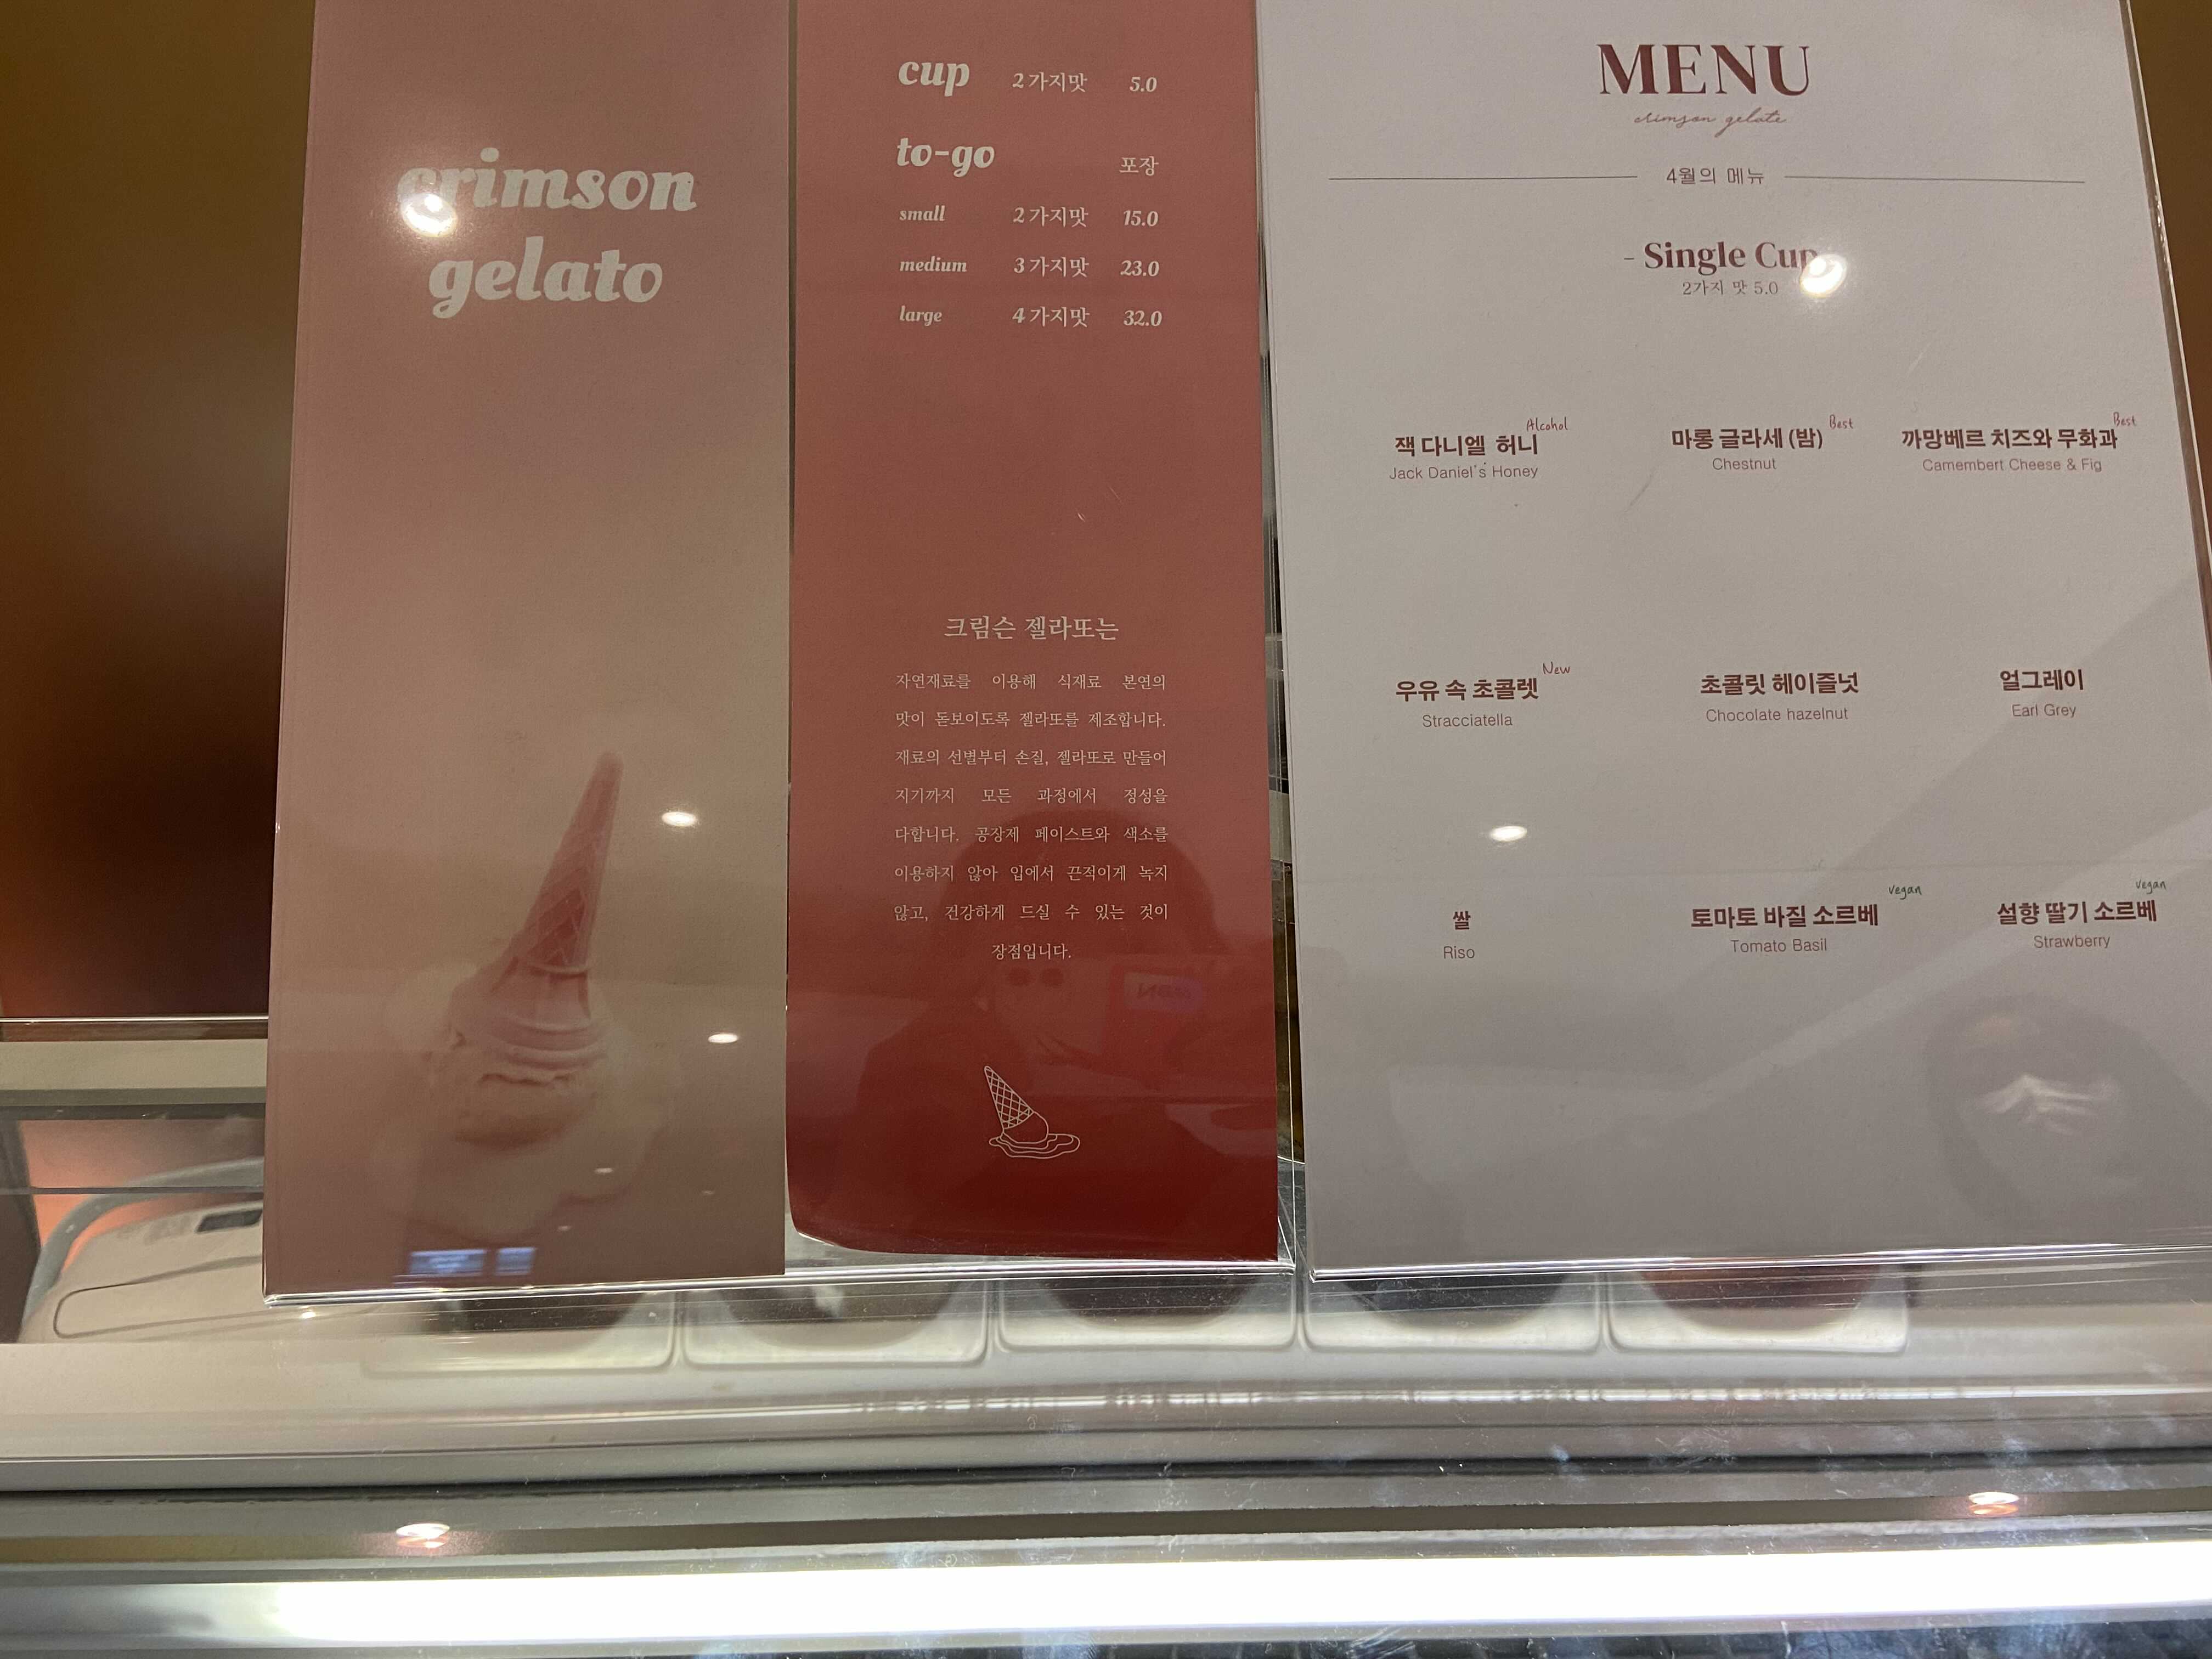 crimson
gelato
cup 2가지맛 5.0
to-go 포장
small 2가지맛 15.0
medium 3가지맛 23.0
large 4가지맛 32.0
크림슨 젤라또는
자연재료를 이용해 식재료 본연의
맛이 돋보이도록 젤라또를 제조합니다.
재료의 선별부터 손질, 젤라또로 만들어
지기까지 모든 과정에서 정성을
다합니다. 공장제 페이스트와 색소를
이용하지 않아 입에서 끈적이게 녹지
않고, 건강하게 드실 수 있는 것이
장점입니다.
MENU
crimson gelato
4월의 메뉴
- Single Cup
2가지 맛 5.0
Alcohol Best Best
잭 다니엘 허니 마롱 글라세 (밤) 까망베르 치즈와 무화과
Jack Daniel's Honey Chestnut Camembert Cheese & Fig
New
우유 속 초콜렛 초콜릿 헤이즐넛 얼그레이
Stracciatella Chocolate hazelnut Earl Grey
vegan vegan
쌀 토마토 바질 소르베 설향 딸기 소르베
Riso Tomato Basil Strawberry